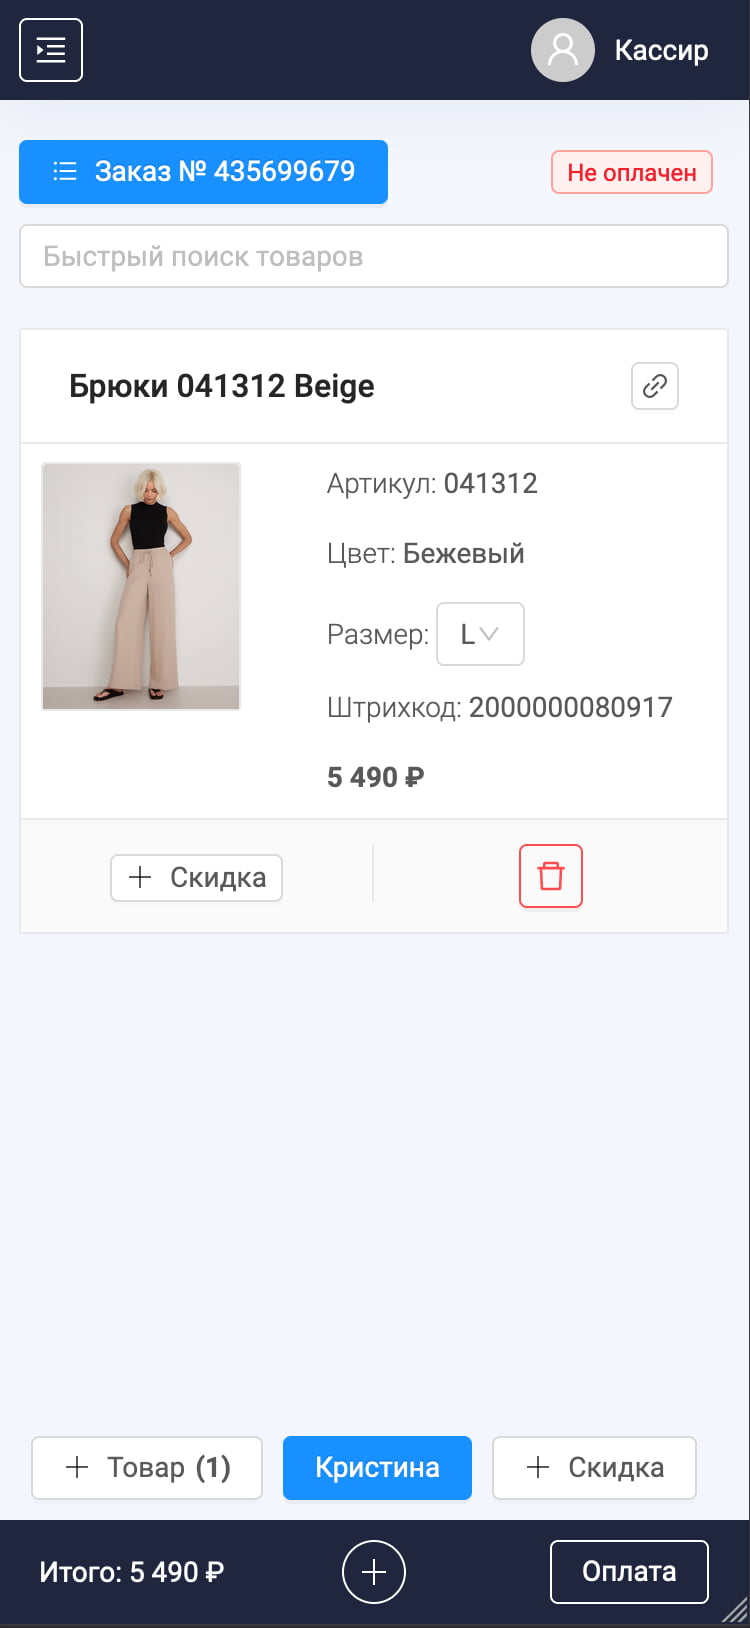 Кассир
Заказ № 435699679
Не оплачен
Быстрый поиск товаров
Брюки 041312 Beige
Артикул: 041312
Цвет: Бежевый
Размер: L
Штрихкод: 2000000080917
5 490 ₽
Скидка
Товар (1)
Кристина
Скидка
Итого: 5 490 ₽
Оплата